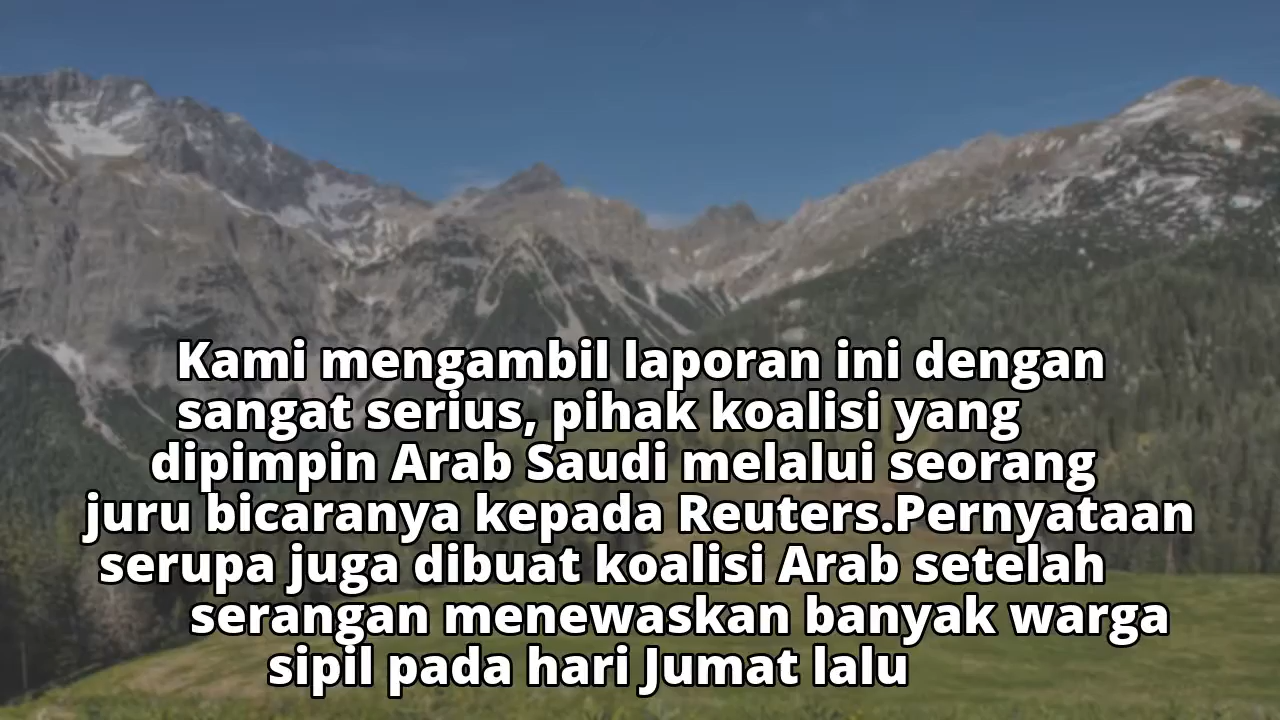 Kami mengambil laporan ini dengan
sangat serius, pihak koalisi yang
dipimpin Arab Saudi melalui seorang
juru bicaranya kepada Reuters.Pernyataan
serupa juga dibuat koalisi Arab setelah
serangan menewaskan banyak warga
sipil pada hari Jumat lalu